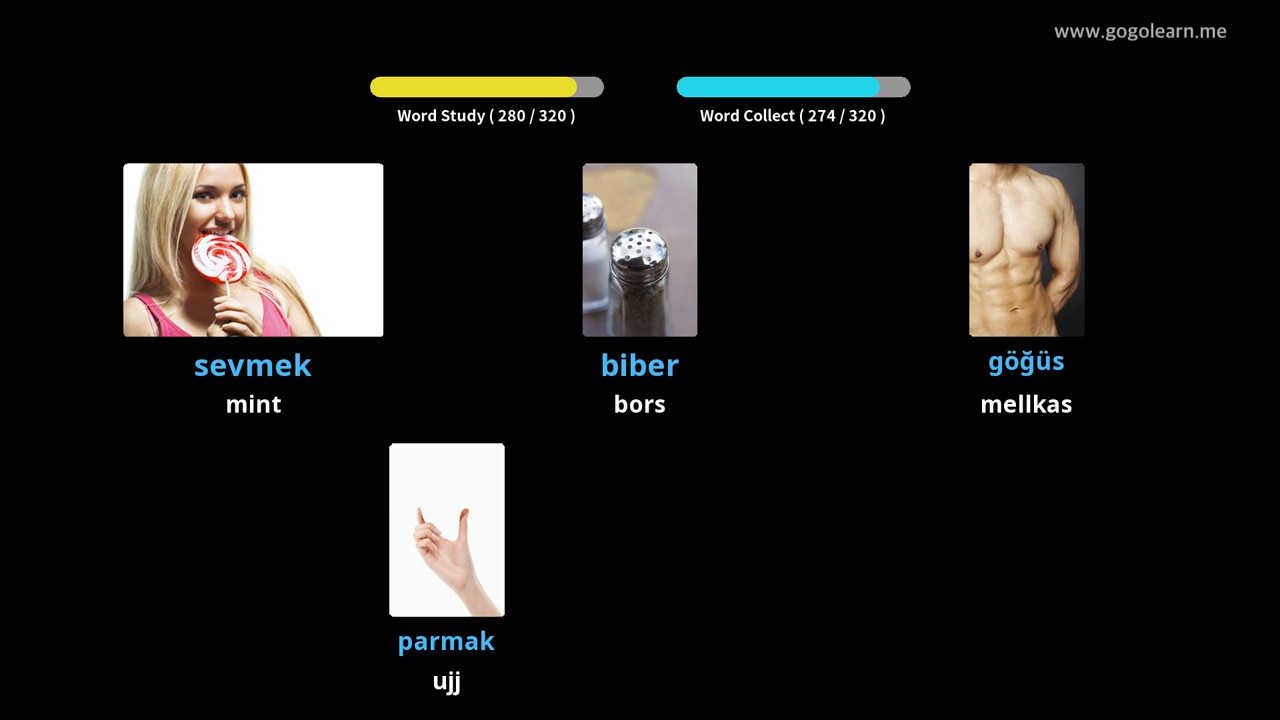 www.gogolearn.me
Word Study ( 280 / 320 )
Word Collect ( 274 / 320 )
sevmek
mint
biber
bors
göğüs
mellkas
parmak
ujj